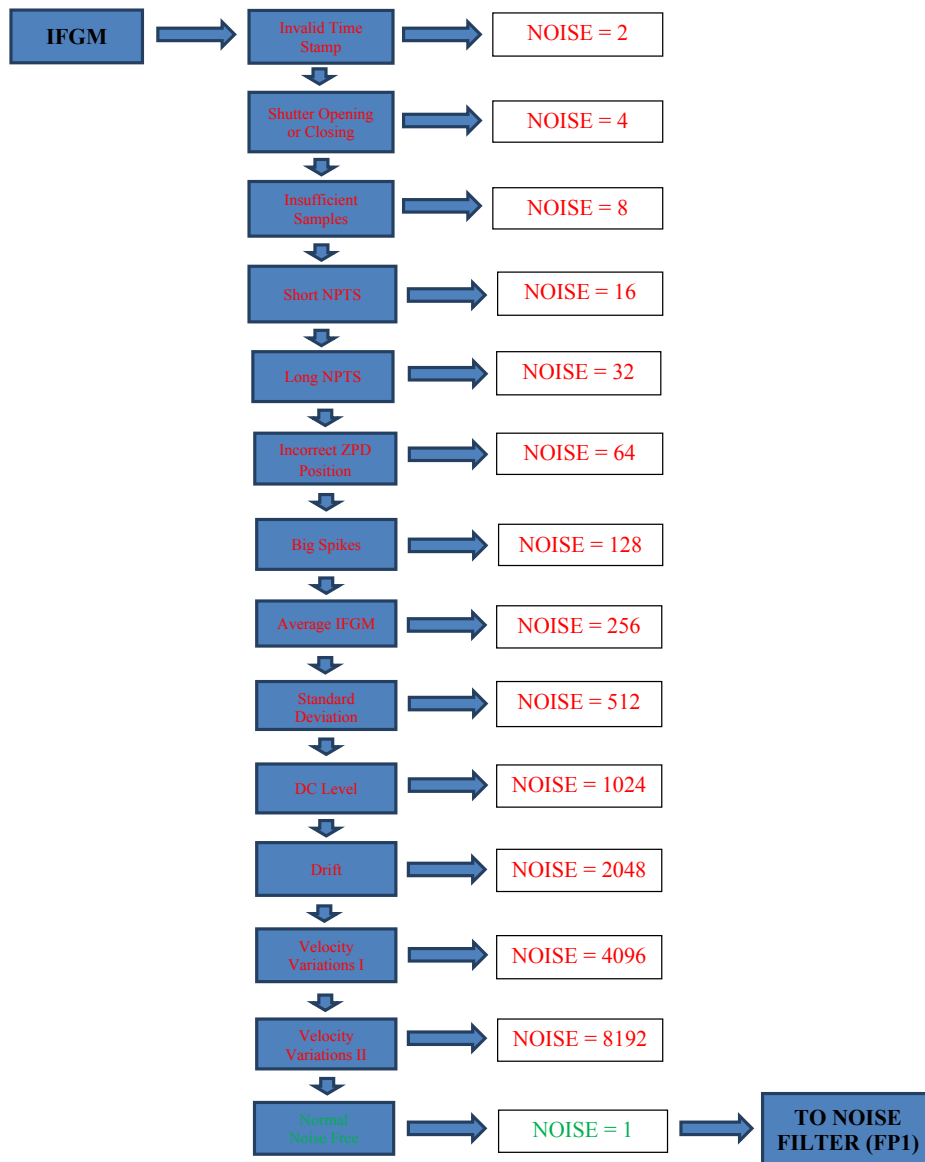 IFGM
Invalid Time
Stamp
NOISE = 2
Shutter Opening
or Closing
NOISE = 4
Insufficient
Samples
NOISE = 8
Short NPTS
NOISE = 16
Long NPTS
NOISE = 32
Incorrect ZPD
Position
NOISE = 64
Big Spikes
NOISE = 128
Average IFGM
NOISE = 256
Standard
Deviation
NOISE = 512
DC Level
NOISE = 1024
Drift
NOISE = 2048
Velocity
Variations I
NOISE = 4096
Velocity
Variations II
NOISE = 8192
Normal
Noise Free
NOISE = 1
TO NOISE
FILTER (FP1)